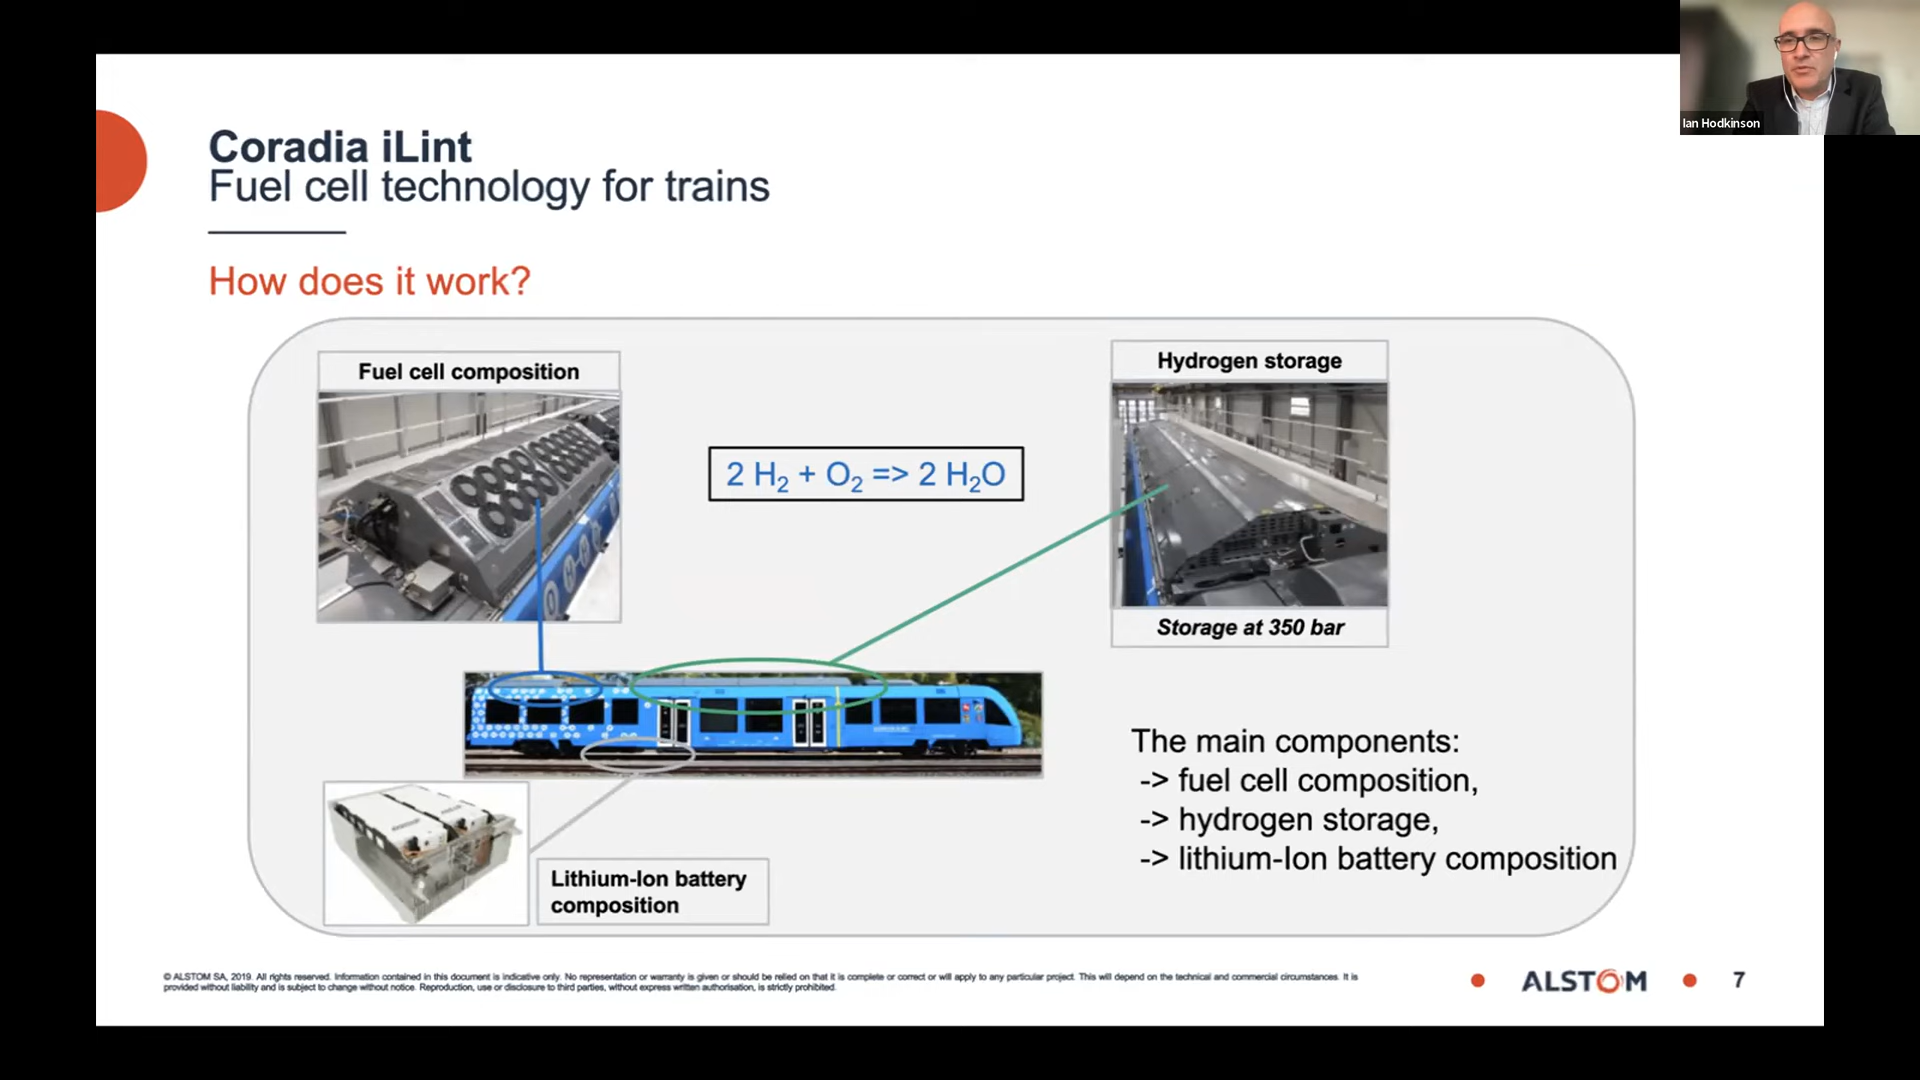 Ian Hodkinson
Coradia iLint
Fuel cell technology for trains
How does it work?
Fuel cell composition
Hydrogen storage
2 H2 + O2 => 2 H2O
Storage at 350 bar
The main components:
-> fuel cell composition,
-> hydrogen storage,
-> lithium-Ion battery composition
Lithium-Ion battery
composition
© ALSTOM SA, 2019. All rights reserved. Information contained in this document is indicative only. No representation or warranty is given or should be relied on that it is complete or correct or will apply to any particular project. This will depend on the technical and commercial circumstances. It is
provided without liability and is subject to change without notice. Reproduction, use or disclosure to third parties, without express written authorisation, is strictly prohibited.
ALSTOM
7